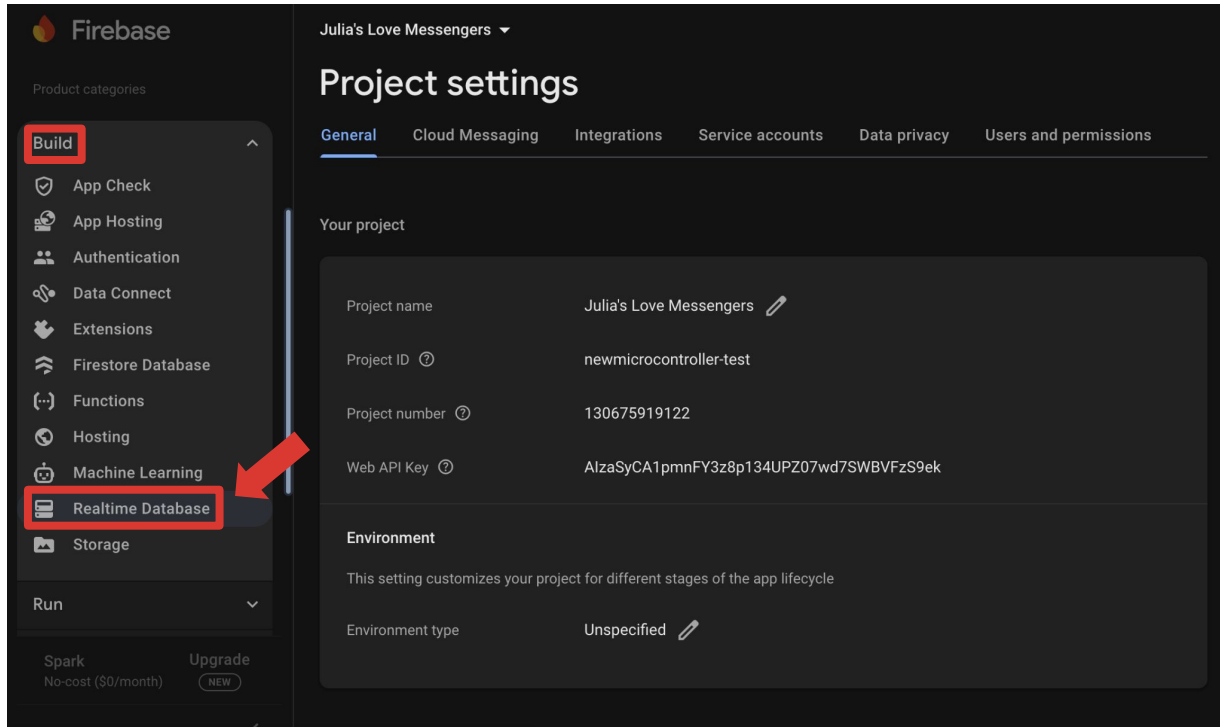 Firebase
Product categories
Build
App Check
App Hosting
Authentication
Data Connect
Extensions
Firestore Database
Functions
Hosting
Machine Learning
Realtime Database
Storage
Run
Spark
No-cost ($0/month)
Upgrade
NEW
Julia's Love Messengers
Project settings
General Cloud Messaging Integrations Service accounts Data privacy Users and permissions
Your project
Project name Julia's Love Messengers
Project ID newmicrocontroller-test
Project number 130675919122
Web API Key AIzaSyCA1pmnFY3z8p134UPZ07wd7SWBVFzS9ek
Environment
This setting customizes your project for different stages of the app lifecycle
Environment type Unspecified